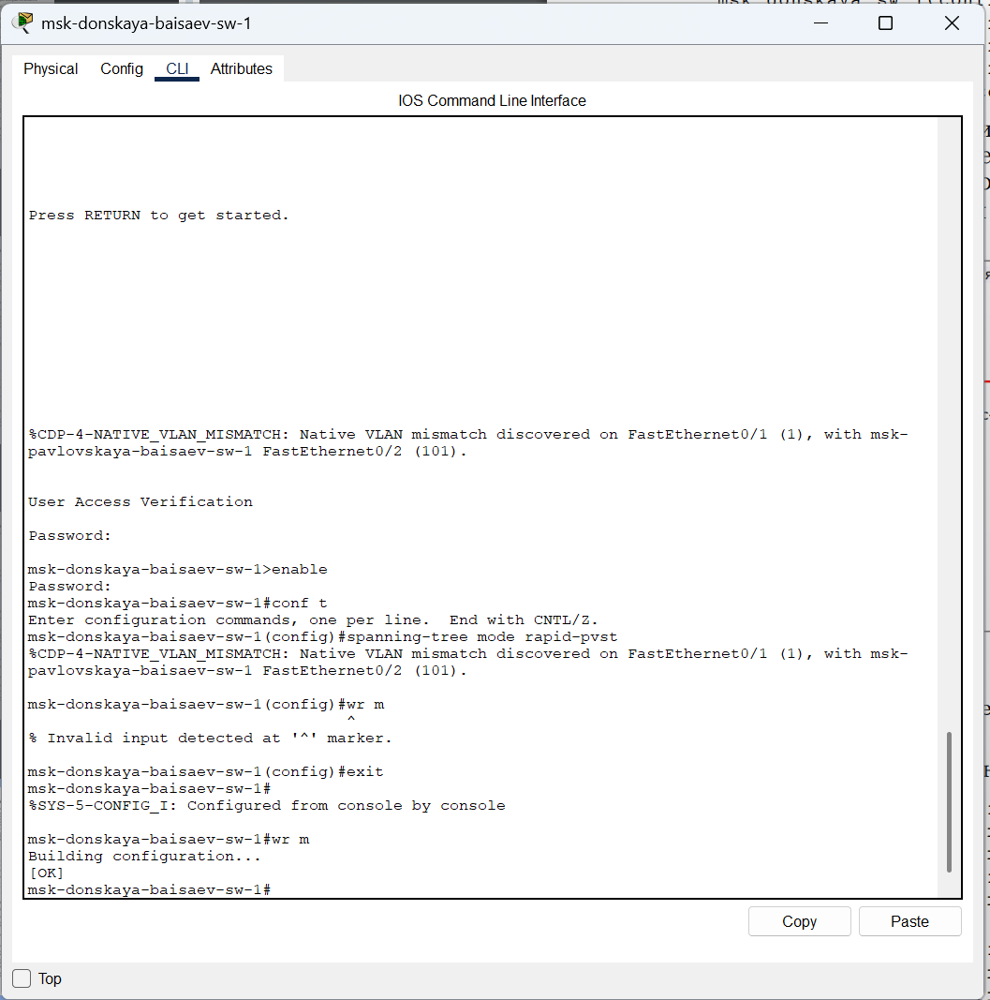 msk-donskaya-baisaev-sw-1
Physical Config CLI Attributes
IOS Command Line Interface
Press RETURN to get started.
%CDP-4-NATIVE_VLAN_MISMATCH: Native VLAN mismatch discovered on FastEthernet0/1 (1), with msk-
pavlovskaya-baisaev-sw-1 FastEthernet0/2 (101).
User Access Verification
Password:
msk-donskaya-baisaev-sw-1>enable
Password:
msk-donskaya-baisaev-sw-1#conf t
Enter configuration commands, one per line.  End with CNTL/Z.
msk-donskaya-baisaev-sw-1(config)#spanning-tree mode rapid-pvst
%CDP-4-NATIVE_VLAN_MISMATCH: Native VLAN mismatch discovered on FastEthernet0/1 (1), with msk-
pavlovskaya-baisaev-sw-1 FastEthernet0/2 (101).
msk-donskaya-baisaev-sw-1(config)#wr m
^
% Invalid input detected at '^' marker.
msk-donskaya-baisaev-sw-1(config)#exit
msk-donskaya-baisaev-sw-1#
%SYS-5-CONFIG_I: Configured from console by console
msk-donskaya-baisaev-sw-1#wr m
Building configuration...
[OK]
msk-donskaya-baisaev-sw-1#
Copy Paste
Top